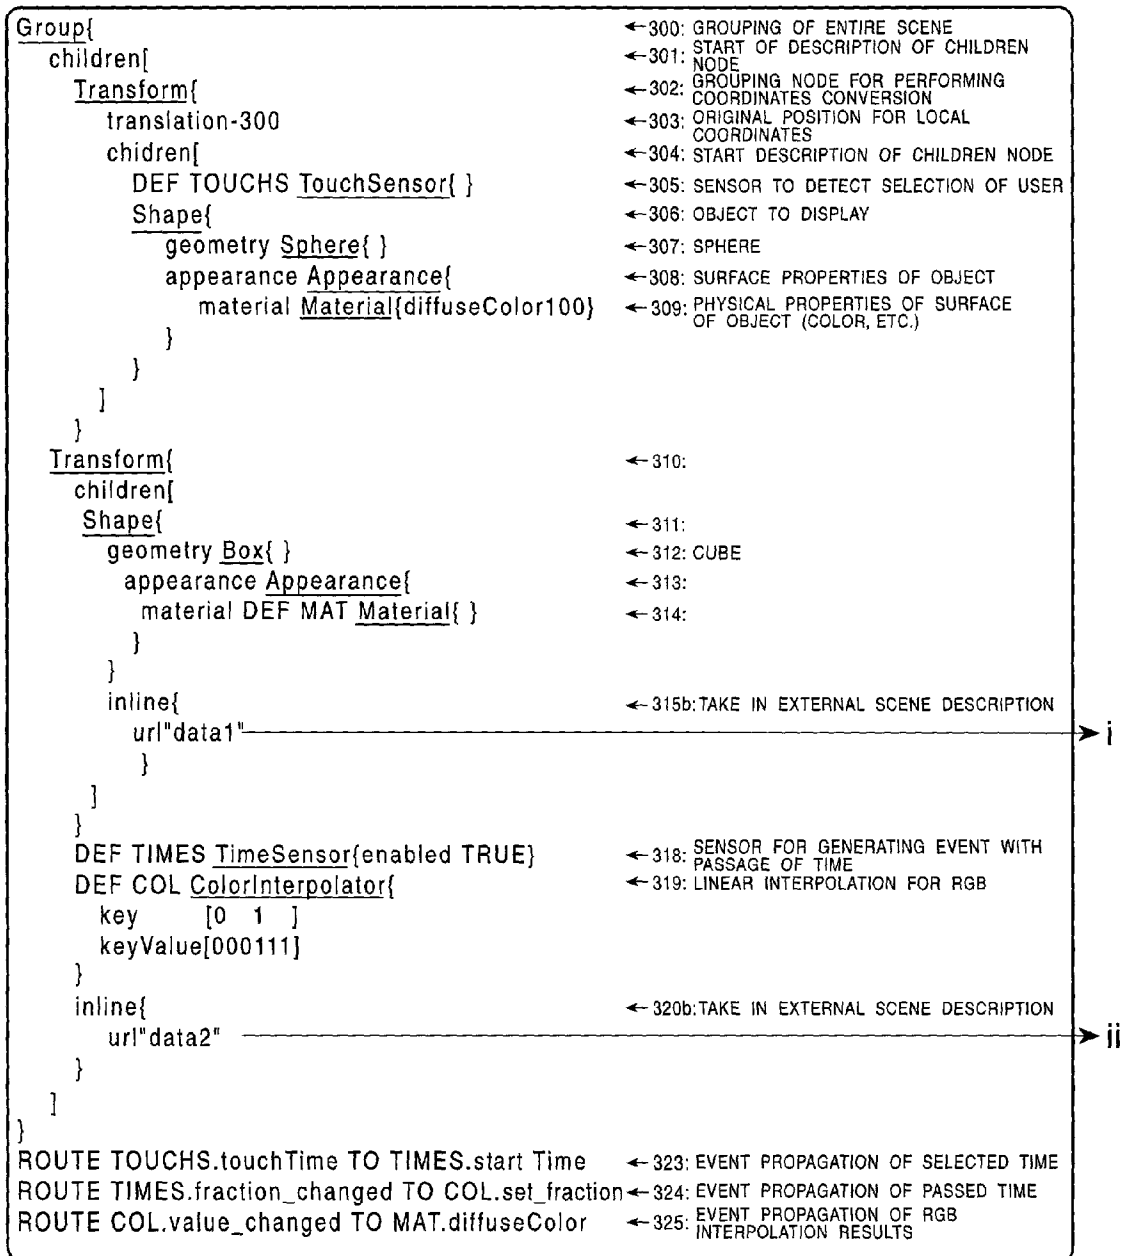 Group{ ←300: GROUPING OF ENTIRE SCENE
children[ ←301: START OF DESCRIPTION OF CHILDREN
NODE
Transform{ ←302: GROUPING NODE FOR PERFORMING
COORDINATES CONVERSION
translation-300 ←303: ORIGINAL POSITION FOR LOCAL
COORDINATES
chidren[ ←304: START DESCRIPTION OF CHILDREN NODE
DEF TOUCHS TouchSensor{ } ←305: SENSOR TO DETECT SELECTION OF USER
Shape{ ←306: OBJECT TO DISPLAY
geometry Sphere{ } ←307: SPHERE
appearance Appearance{ ←308: SURFACE PROPERTIES OF OBJECT
material Material{diffuseColor100} ←309: PHYSICAL PROPERTIES OF SURFACE
OF OBJECT (COLOR, ETC.)
}
}
]
}
Transform{ ←310:
children[
Shape{ ←311:
geometry Box{ } ←312: CUBE
appearance Appearance{ ←313:
material DEF MAT Material{ } ←314:
}
}
inline{ ←315b:TAKE IN EXTERNAL SCENE DESCRIPTION
url"data1" i
}
]
}
DEF TIMES TimeSensor{enabled TRUE} ←318: SENSOR FOR GENERATING EVENT WITH
PASSAGE OF TIME
DEF COL ColorInterpolator{ ←319: LINEAR INTERPOLATION FOR RGB
key [0 1 ]
keyValue[000111]
}
inline{ ←320b:TAKE IN EXTERNAL SCENE DESCRIPTION
url"data2" ii
}
]
}
ROUTE TOUCHS.touchTime TO TIMES.start Time ←323: EVENT PROPAGATION OF SELECTED TIME
ROUTE TIMES.fraction_changed TO COL.set_fraction ←324: EVENT PROPAGATION OF PASSED TIME
ROUTE COL.value_changed TO MAT.diffuseColor ←325: EVENT PROPAGATION OF RGB
INTERPOLATION RESULTS